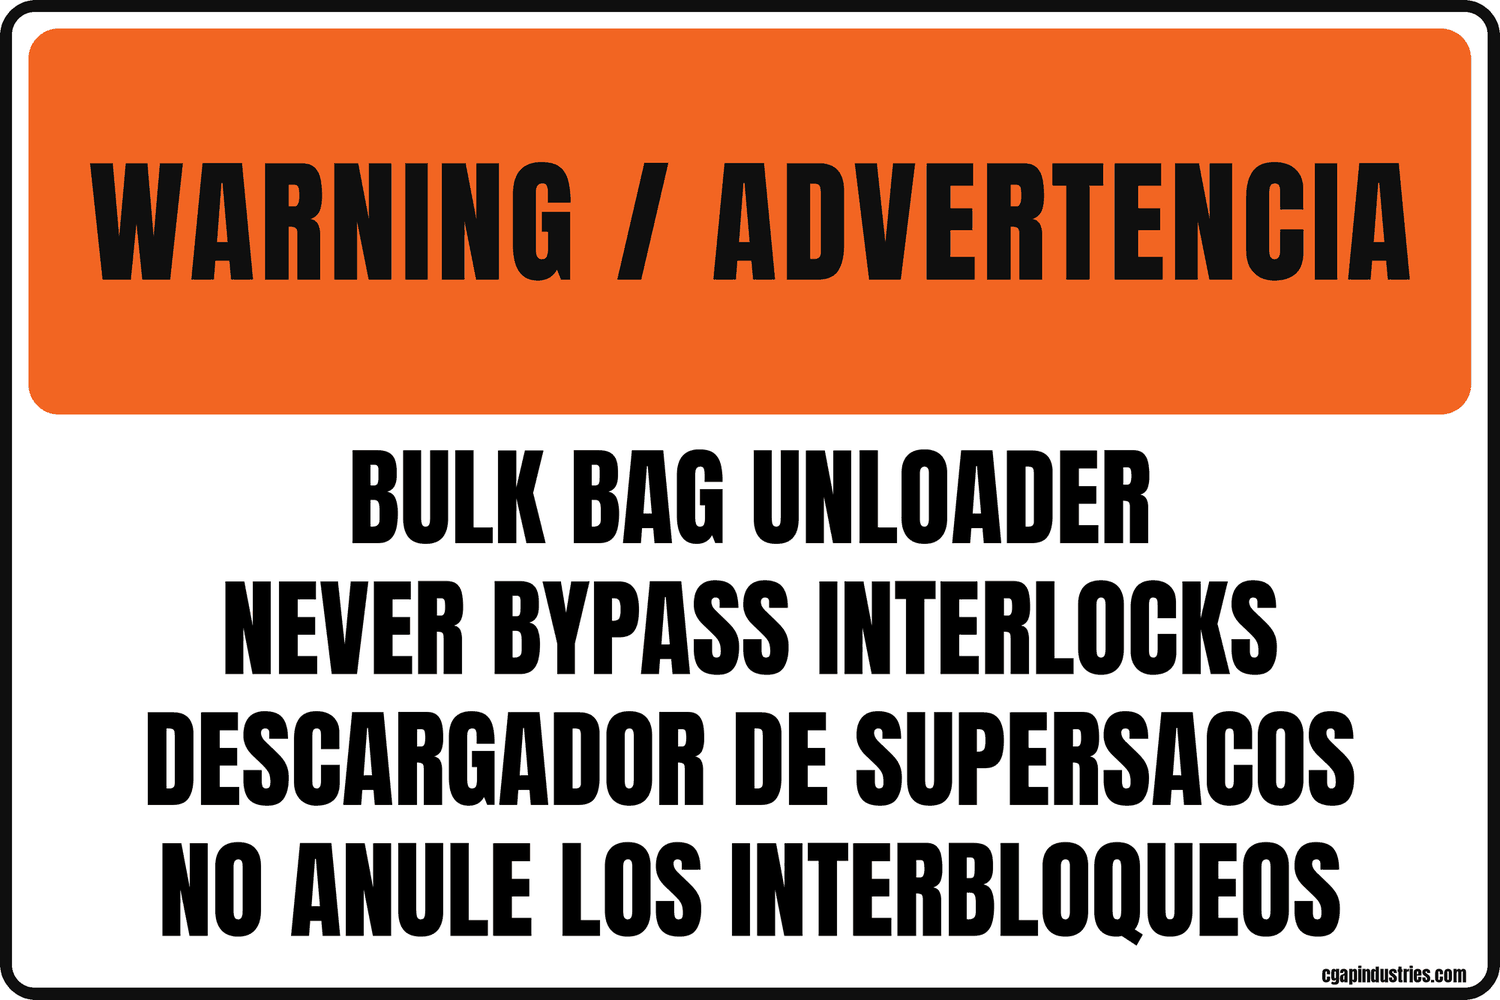 WARNING / ADVERTENCIA
BULK BAG UNLOADER
NEVER BYPASS INTERLOCKS
DESCARGADOR DE SUPERSACOS
NO ANULE LOS INTERBLOQUEOS
cgapindustries.com